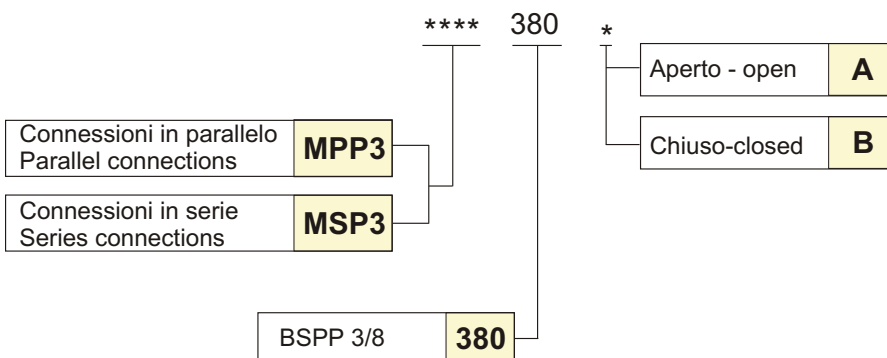 **** 380 *
Aperto - open A
Chiuso-closed B
Connessioni in parallelo
Parallel connections
MPP3
Connessioni in serie
Series connections
MSP3
BSPP 3/8 380